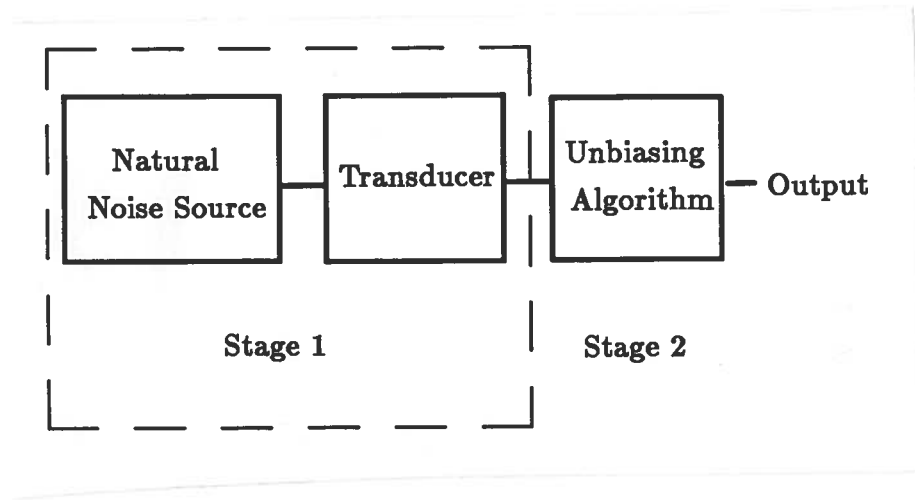 Natural
Noise Source
Transducer
Unbiasing
Algorithm
Output
Stage 1
Stage 2